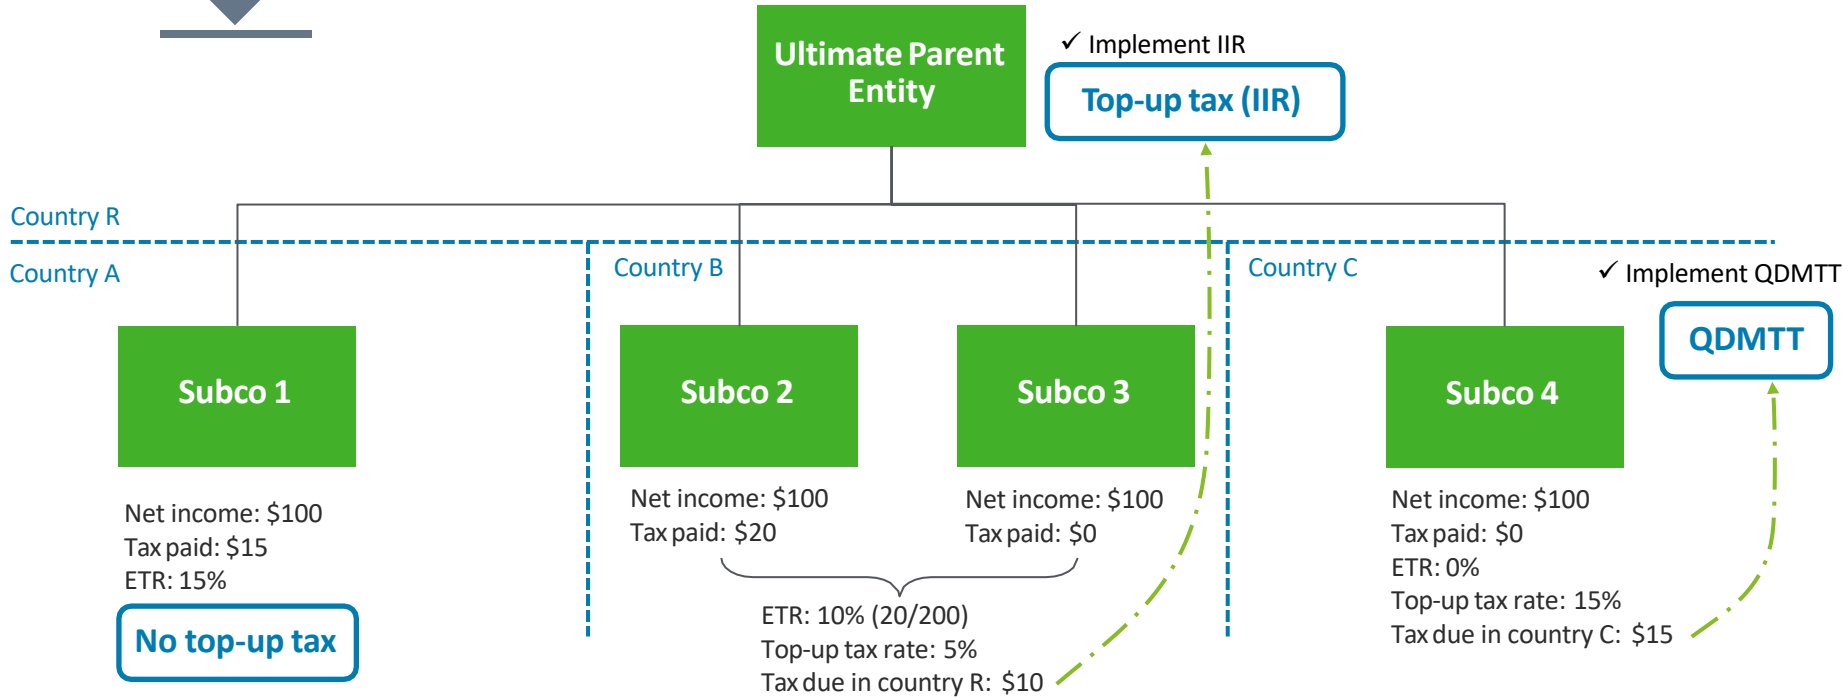 Ultimate Parent
Entity
✓ Implement IIR
Top-up tax (IIR)
Country R
Country A
Country B
Country C
✓ Implement QDMTT
QDMTT
Subco 1
Subco 2
Subco 3
Subco 4
Net income: $100
Tax paid: $15
ETR: 15%
No top-up tax
Net income: $100
Tax paid: $20
Net income: $100
Tax paid: $0
ETR: 10% (20/200)
Top-up tax rate: 5%
Tax due in country R: $10
Net income: $100
Tax paid: $0
ETR: 0%
Top-up tax rate: 15%
Tax due in country C: $15